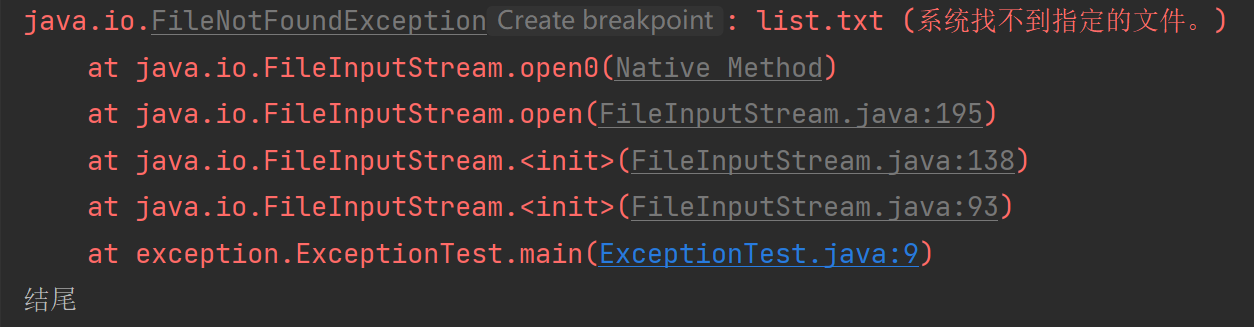 java.io.FileNotFoundException Create breakpoint : list.txt (系统找不到指定的文件。)
at java.io.FileInputStream.open0(Native Method)
at java.io.FileInputStream.open(FileInputStream.java:195)
at java.io.FileInputStream.<init>(FileInputStream.java:138)
at java.io.FileInputStream.<init>(FileInputStream.java:93)
at exception.ExceptionTest.main(ExceptionTest.java:9)
结尾